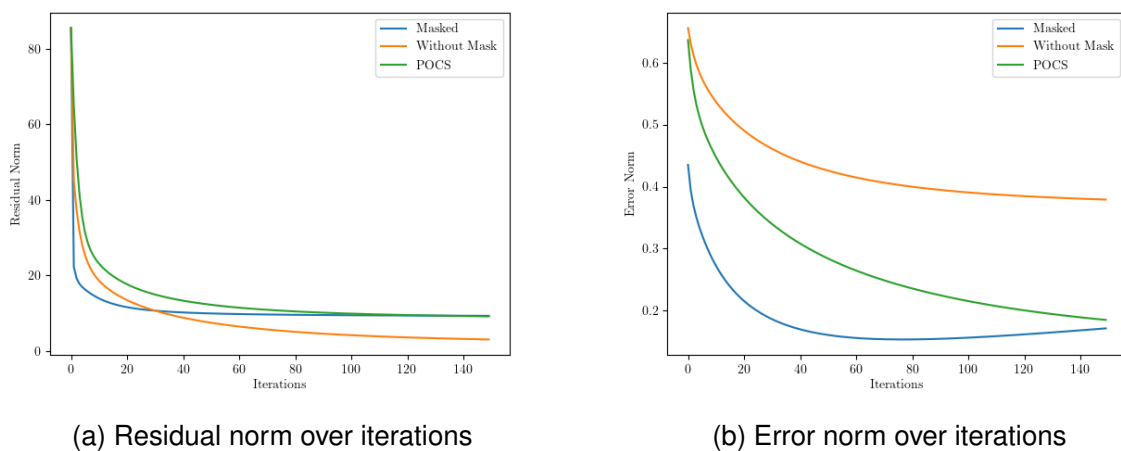 Masked
Without Mask
POCS
Residual Norm
80
60
40
20
0
0 20 40 60 80 100 120 140
Iterations
(a) Residual norm over iterations
Masked
Without Mask
POCS
Error Norm
0.6
0.5
0.4
0.3
0.2
0 20 40 60 80 100 120 140
Iterations
(b) Error norm over iterations